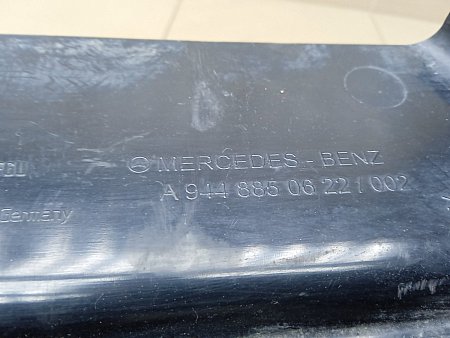 MERCEDES - BENZ
A 944 885 06 22 / 002
Germany